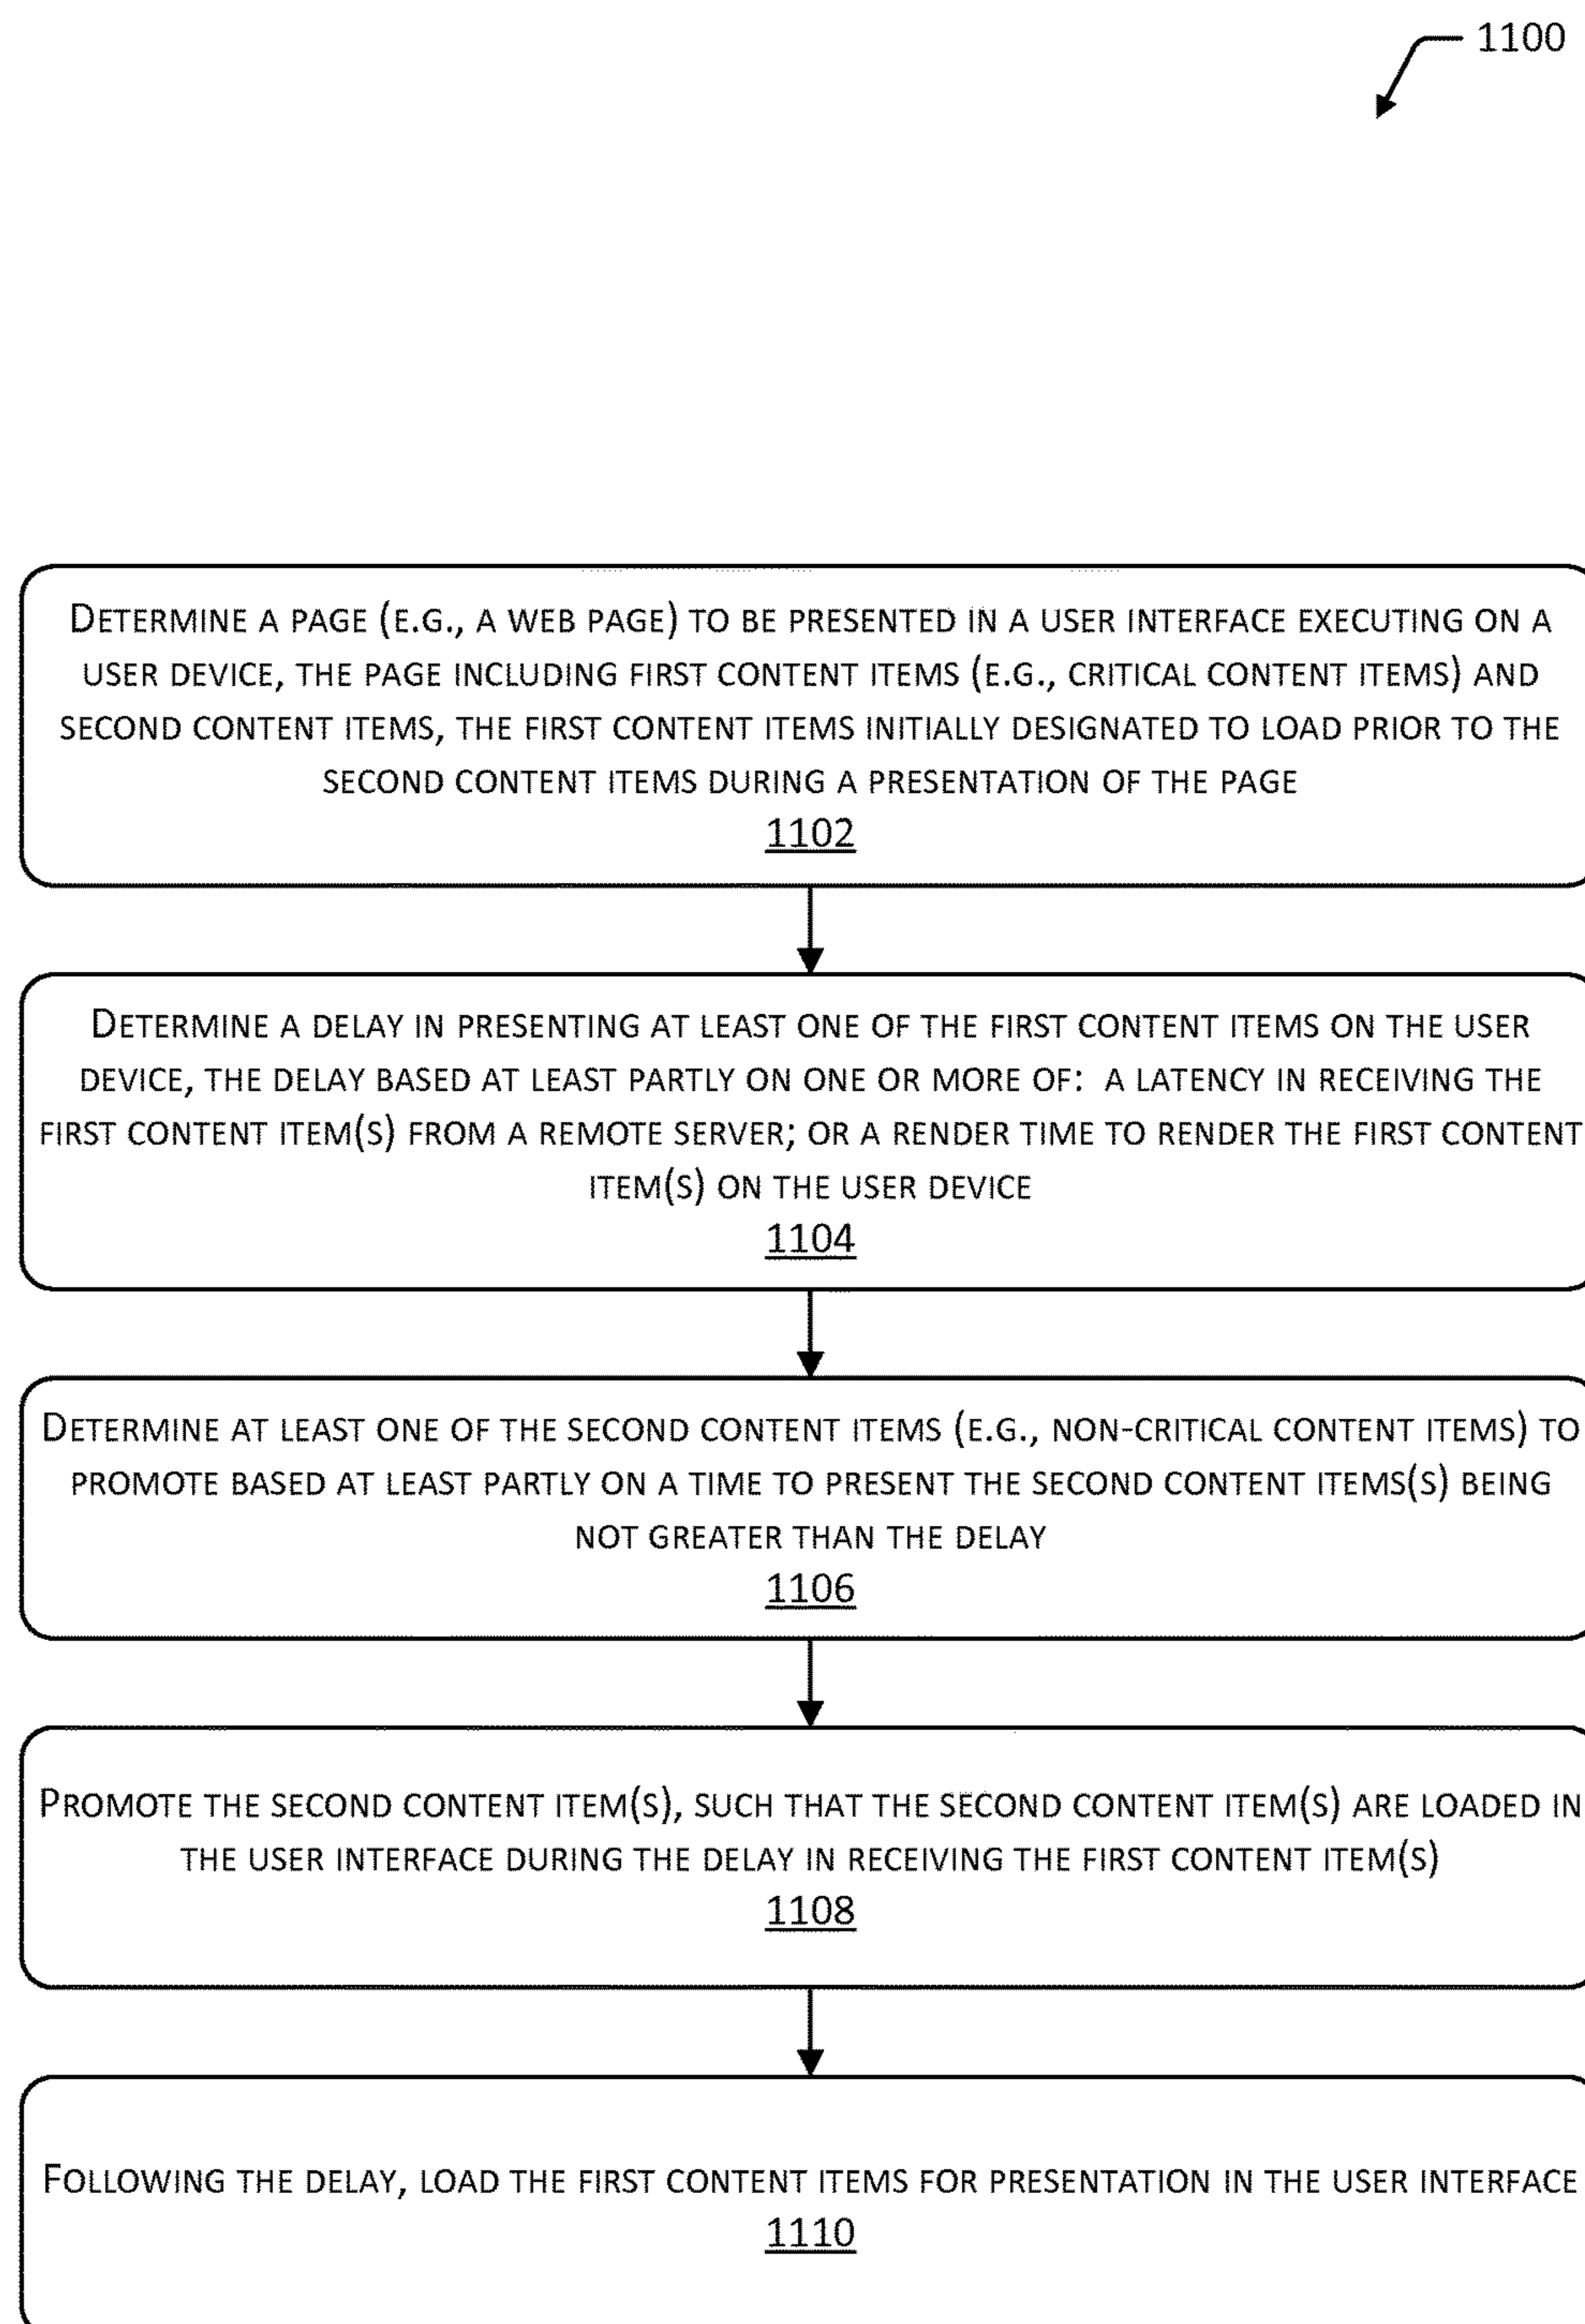 1100
DETERMINE A PAGE (E.G., A WEB PAGE) TO BE PRESENTED IN A USER INTERFACE EXECUTING ON A
USER DEVICE, THE PAGE INCLUDING FIRST CONTENT ITEMS (E.G., CRITICAL CONTENT ITEMS) AND
SECOND CONTENT ITEMS, THE FIRST CONTENT ITEMS INITIALLY DESIGNATED TO LOAD PRIOR TO THE
SECOND CONTENT ITEMS DURING A PRESENTATION OF THE PAGE
1102
DETERMINE A DELAY IN PRESENTING AT LEAST ONE OF THE FIRST CONTENT ITEMS ON THE USER
DEVICE, THE DELAY BASED AT LEAST PARTLY ON ONE OR MORE OF: A LATENCY IN RECEIVING THE
FIRST CONTENT ITEM(S) FROM A REMOTE SERVER; OR A RENDER TIME TO RENDER THE FIRST CONTENT
ITEM(S) ON THE USER DEVICE
1104
DETERMINE AT LEAST ONE OF THE SECOND CONTENT ITEMS (E.G., NON-CRITICAL CONTENT ITEMS) TO
PROMOTE BASED AT LEAST PARTLY ON A TIME TO PRESENT THE SECOND CONTENT ITEMS(S) BEING
NOT GREATER THAN THE DELAY
1106
PROMOTE THE SECOND CONTENT ITEM(S), SUCH THAT THE SECOND CONTENT ITEM(S) ARE LOADED IN
THE USER INTERFACE DURING THE DELAY IN RECEIVING THE FIRST CONTENT ITEM(S)
1108
FOLLOWING THE DELAY, LOAD THE FIRST CONTENT ITEMS FOR PRESENTATION IN THE USER INTERFACE
1110